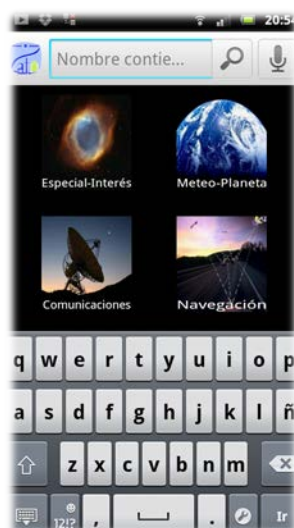 20:54
Nombre contie...
Especial-Interés
Meteo-Planeta
Comunicaciones
Navegación
q w e r t y u i o p
a s d f g h j k l ñ
z x c v b n m
12!?
, . Ir